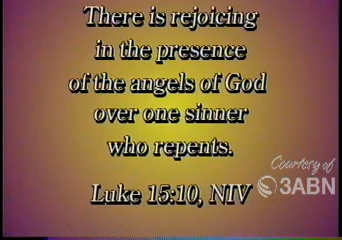 There is rejoicing
in the presence
of the angels of God
over one sinner
who repents.
Luke 15:10, NIV
Courtesy of
3ABN